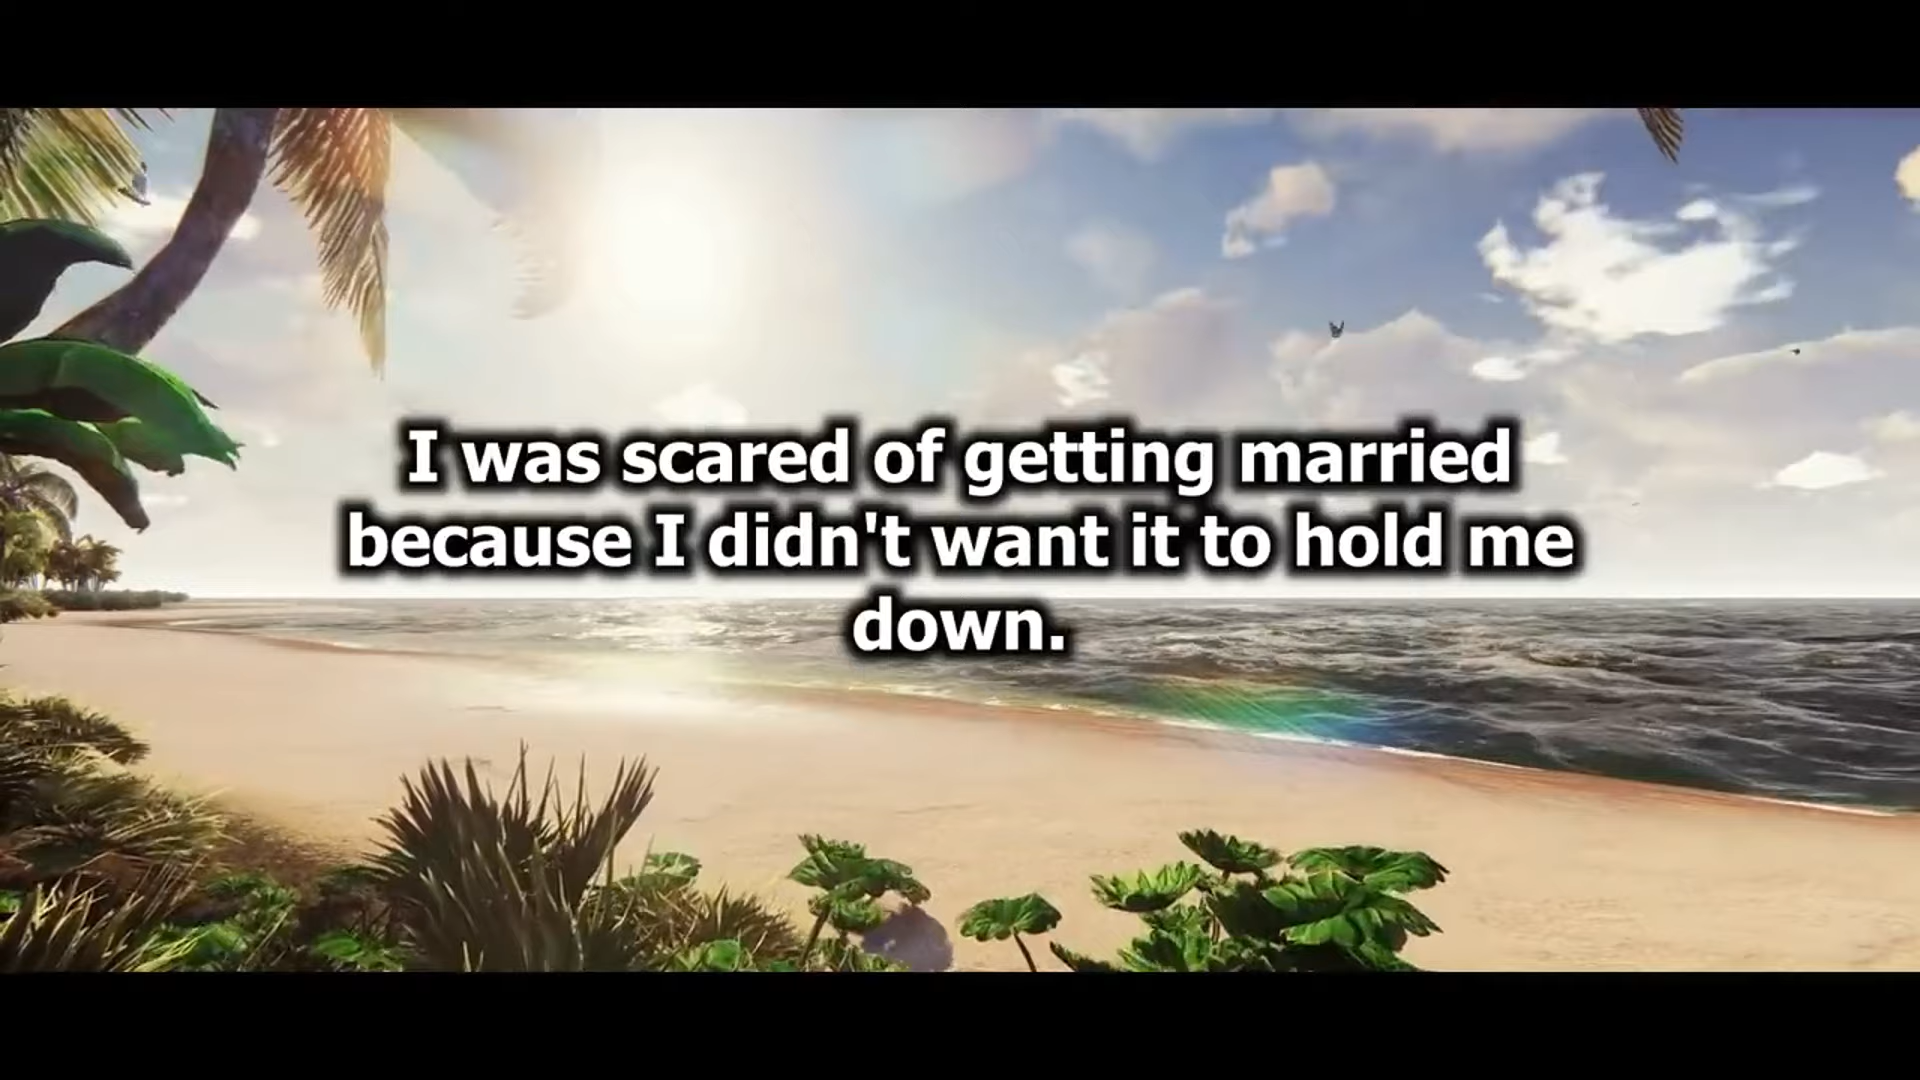 I was scared of getting married
because I didn't want it to hold me
down.